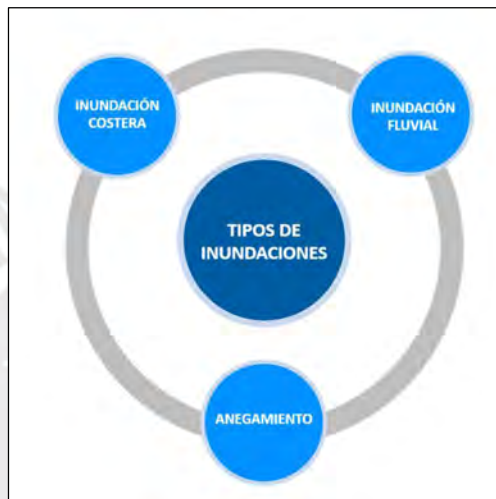 INUNDACIÓN
COSTERA
INUNDACIÓN
FLUVIAL
TIPOS DE
INUNDACIONES
ANEGAMIENTO